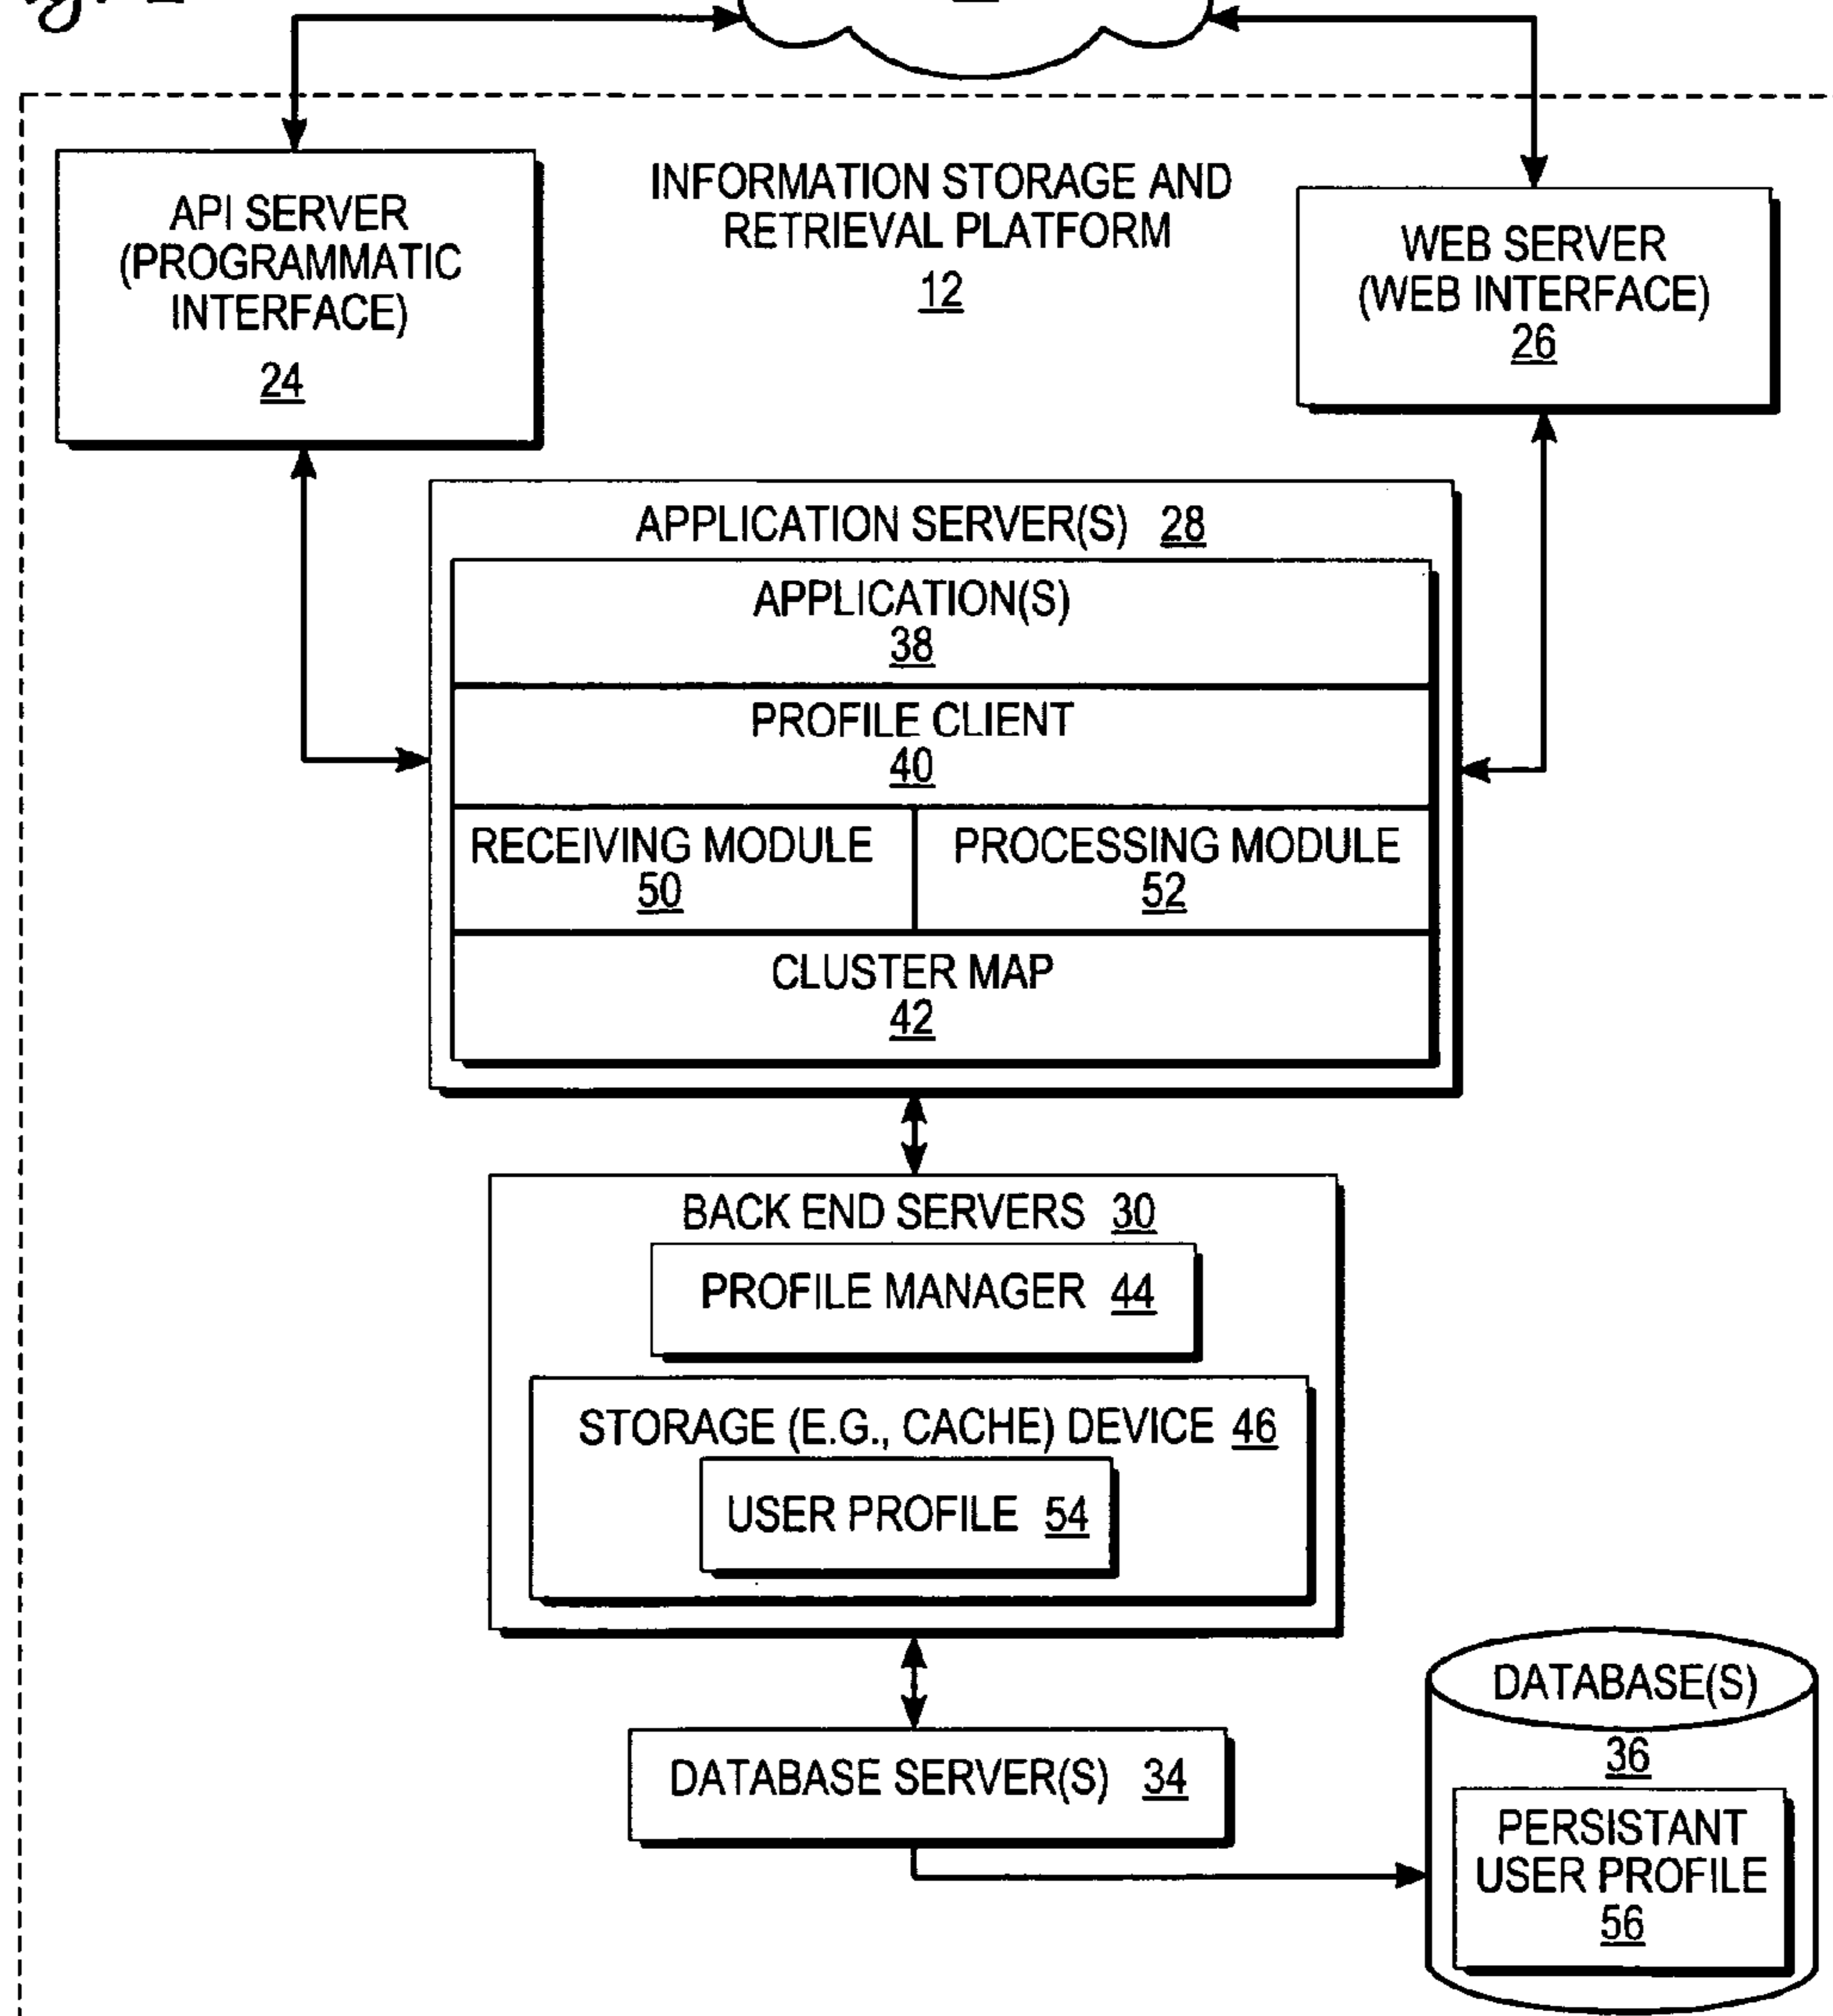 API SERVER
(PROGRAMMATIC
INTERFACE)
24
INFORMATION STORAGE AND
RETRIEVAL PLATFORM
12
WEB SERVER
(WEB INTERFACE)
26
APPLICATION SERVER(S) 28
APPLICATION(S)
38
PROFILE CLIENT
40
RECEIVING MODULE
50
PROCESSING MODULE
52
CLUSTER MAP
42
BACK END SERVERS 30
PROFILE MANAGER 44
STORAGE (E.G., CACHE) DEVICE 46
USER PROFILE 54
DATABASE SERVER(S) 34
DATABASE(S)
36
PERSISTANT
USER PROFILE
56